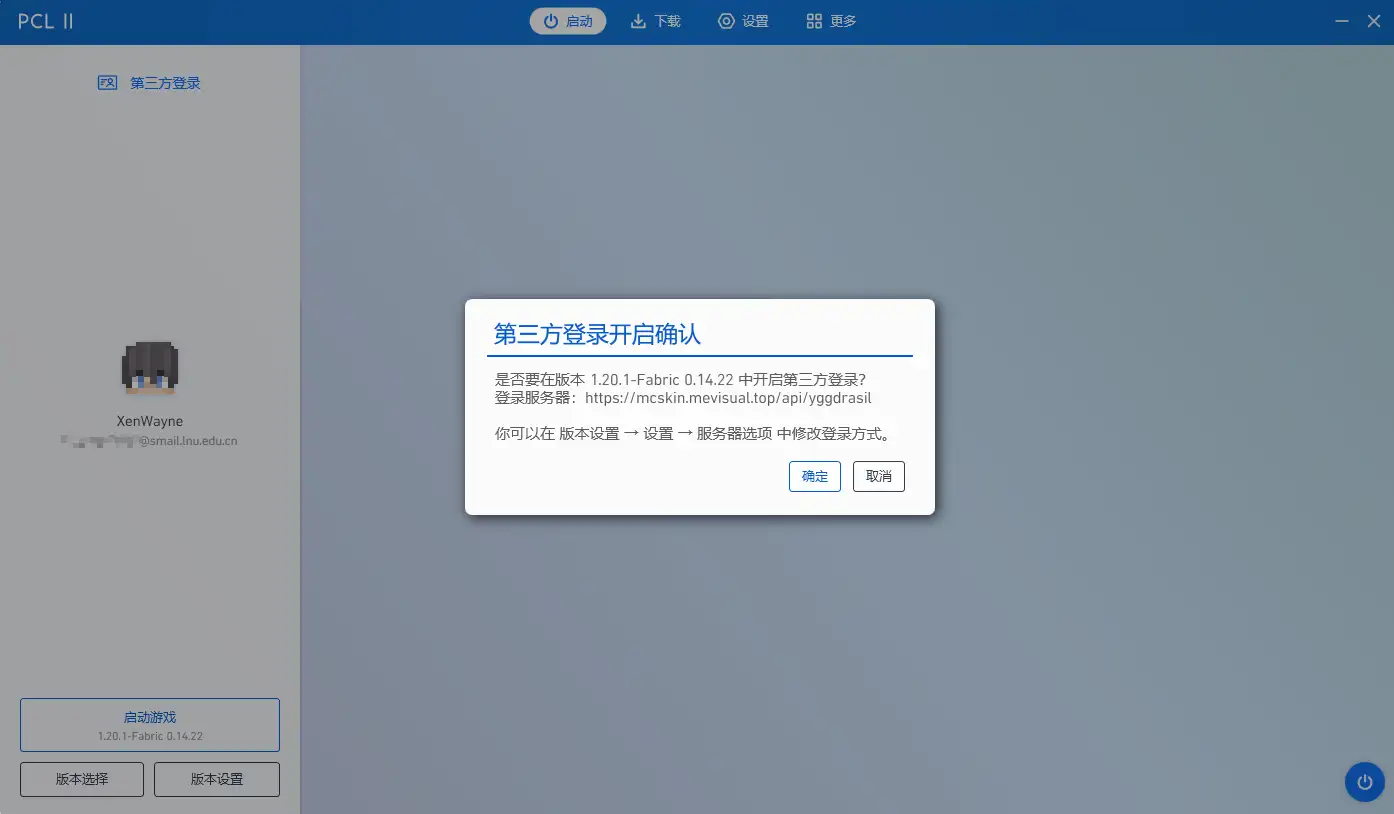 PCL II
启动 下载 设置 更多
第三方登录
第三方登录开启确认
是否要在版本 1.20.1-Fabric 0.14.22 中开启第三方登录？
登录服务器：https://mcskin.mevisual.top/api/yggdrasil
你可以在 版本设置 → 设置 → 服务器选项 中修改登录方式。
确定 取消
XenWayne
@smail.lnu.edu.cn
启动游戏
1.20.1-Fabric 0.14.22
版本选择 版本设置